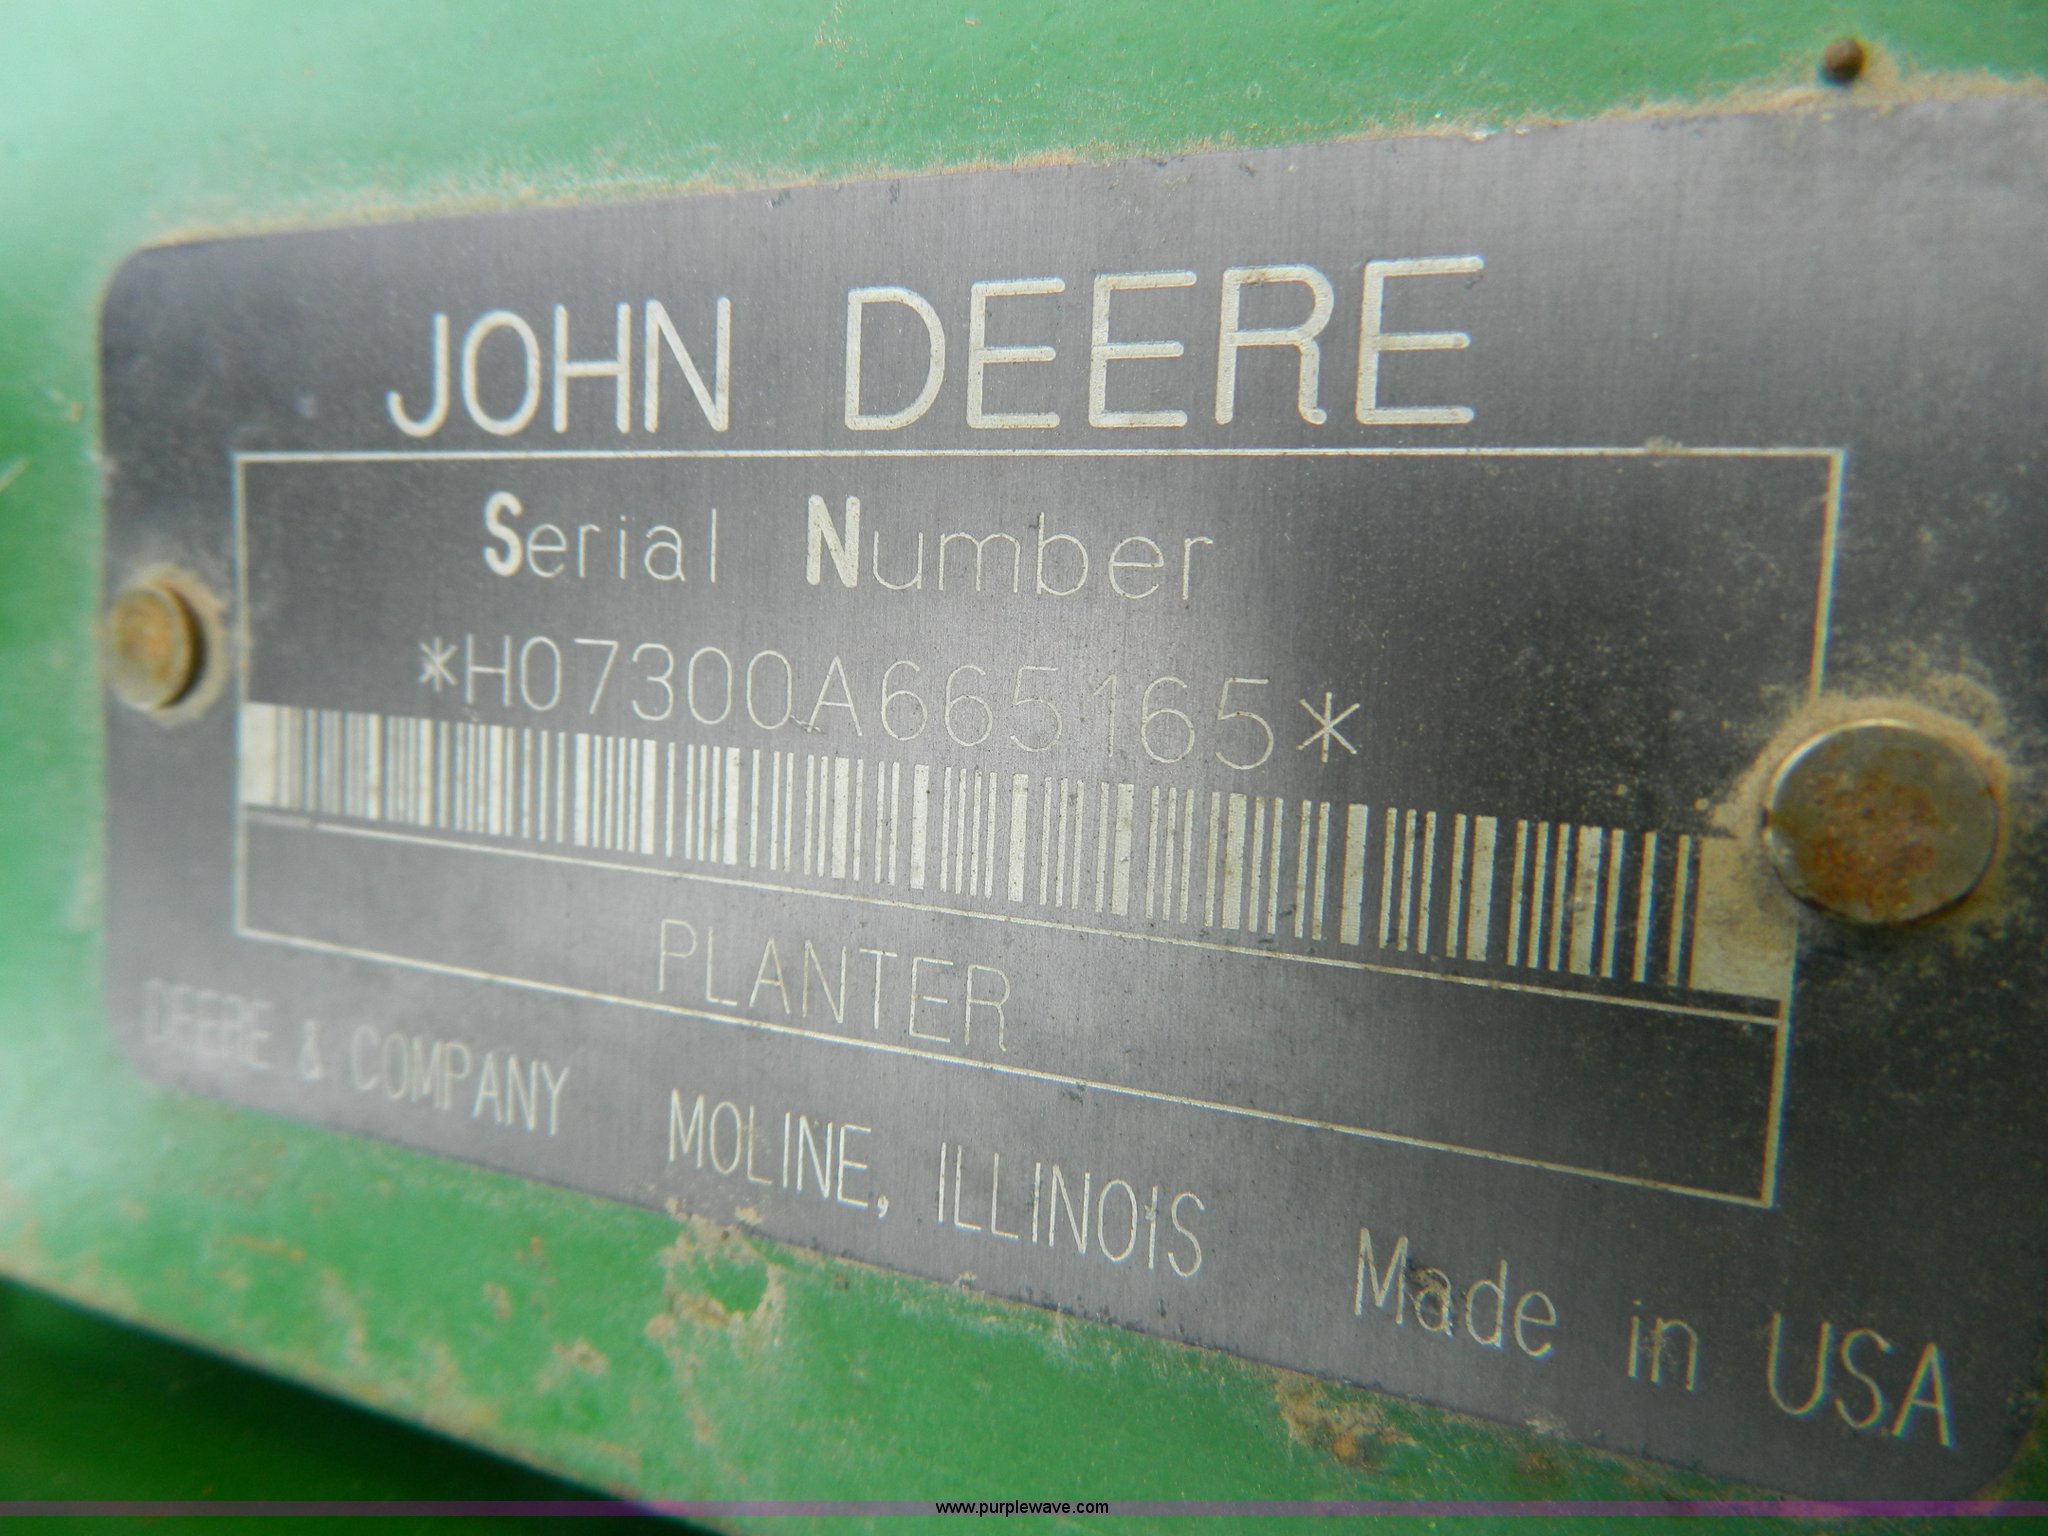 JOHN DEERE
Serial Number
*H07300A665165*
PLANTER
DEERE & COMPANY MOLINE, ILLINOIS Made in USA
www.purplewave.com